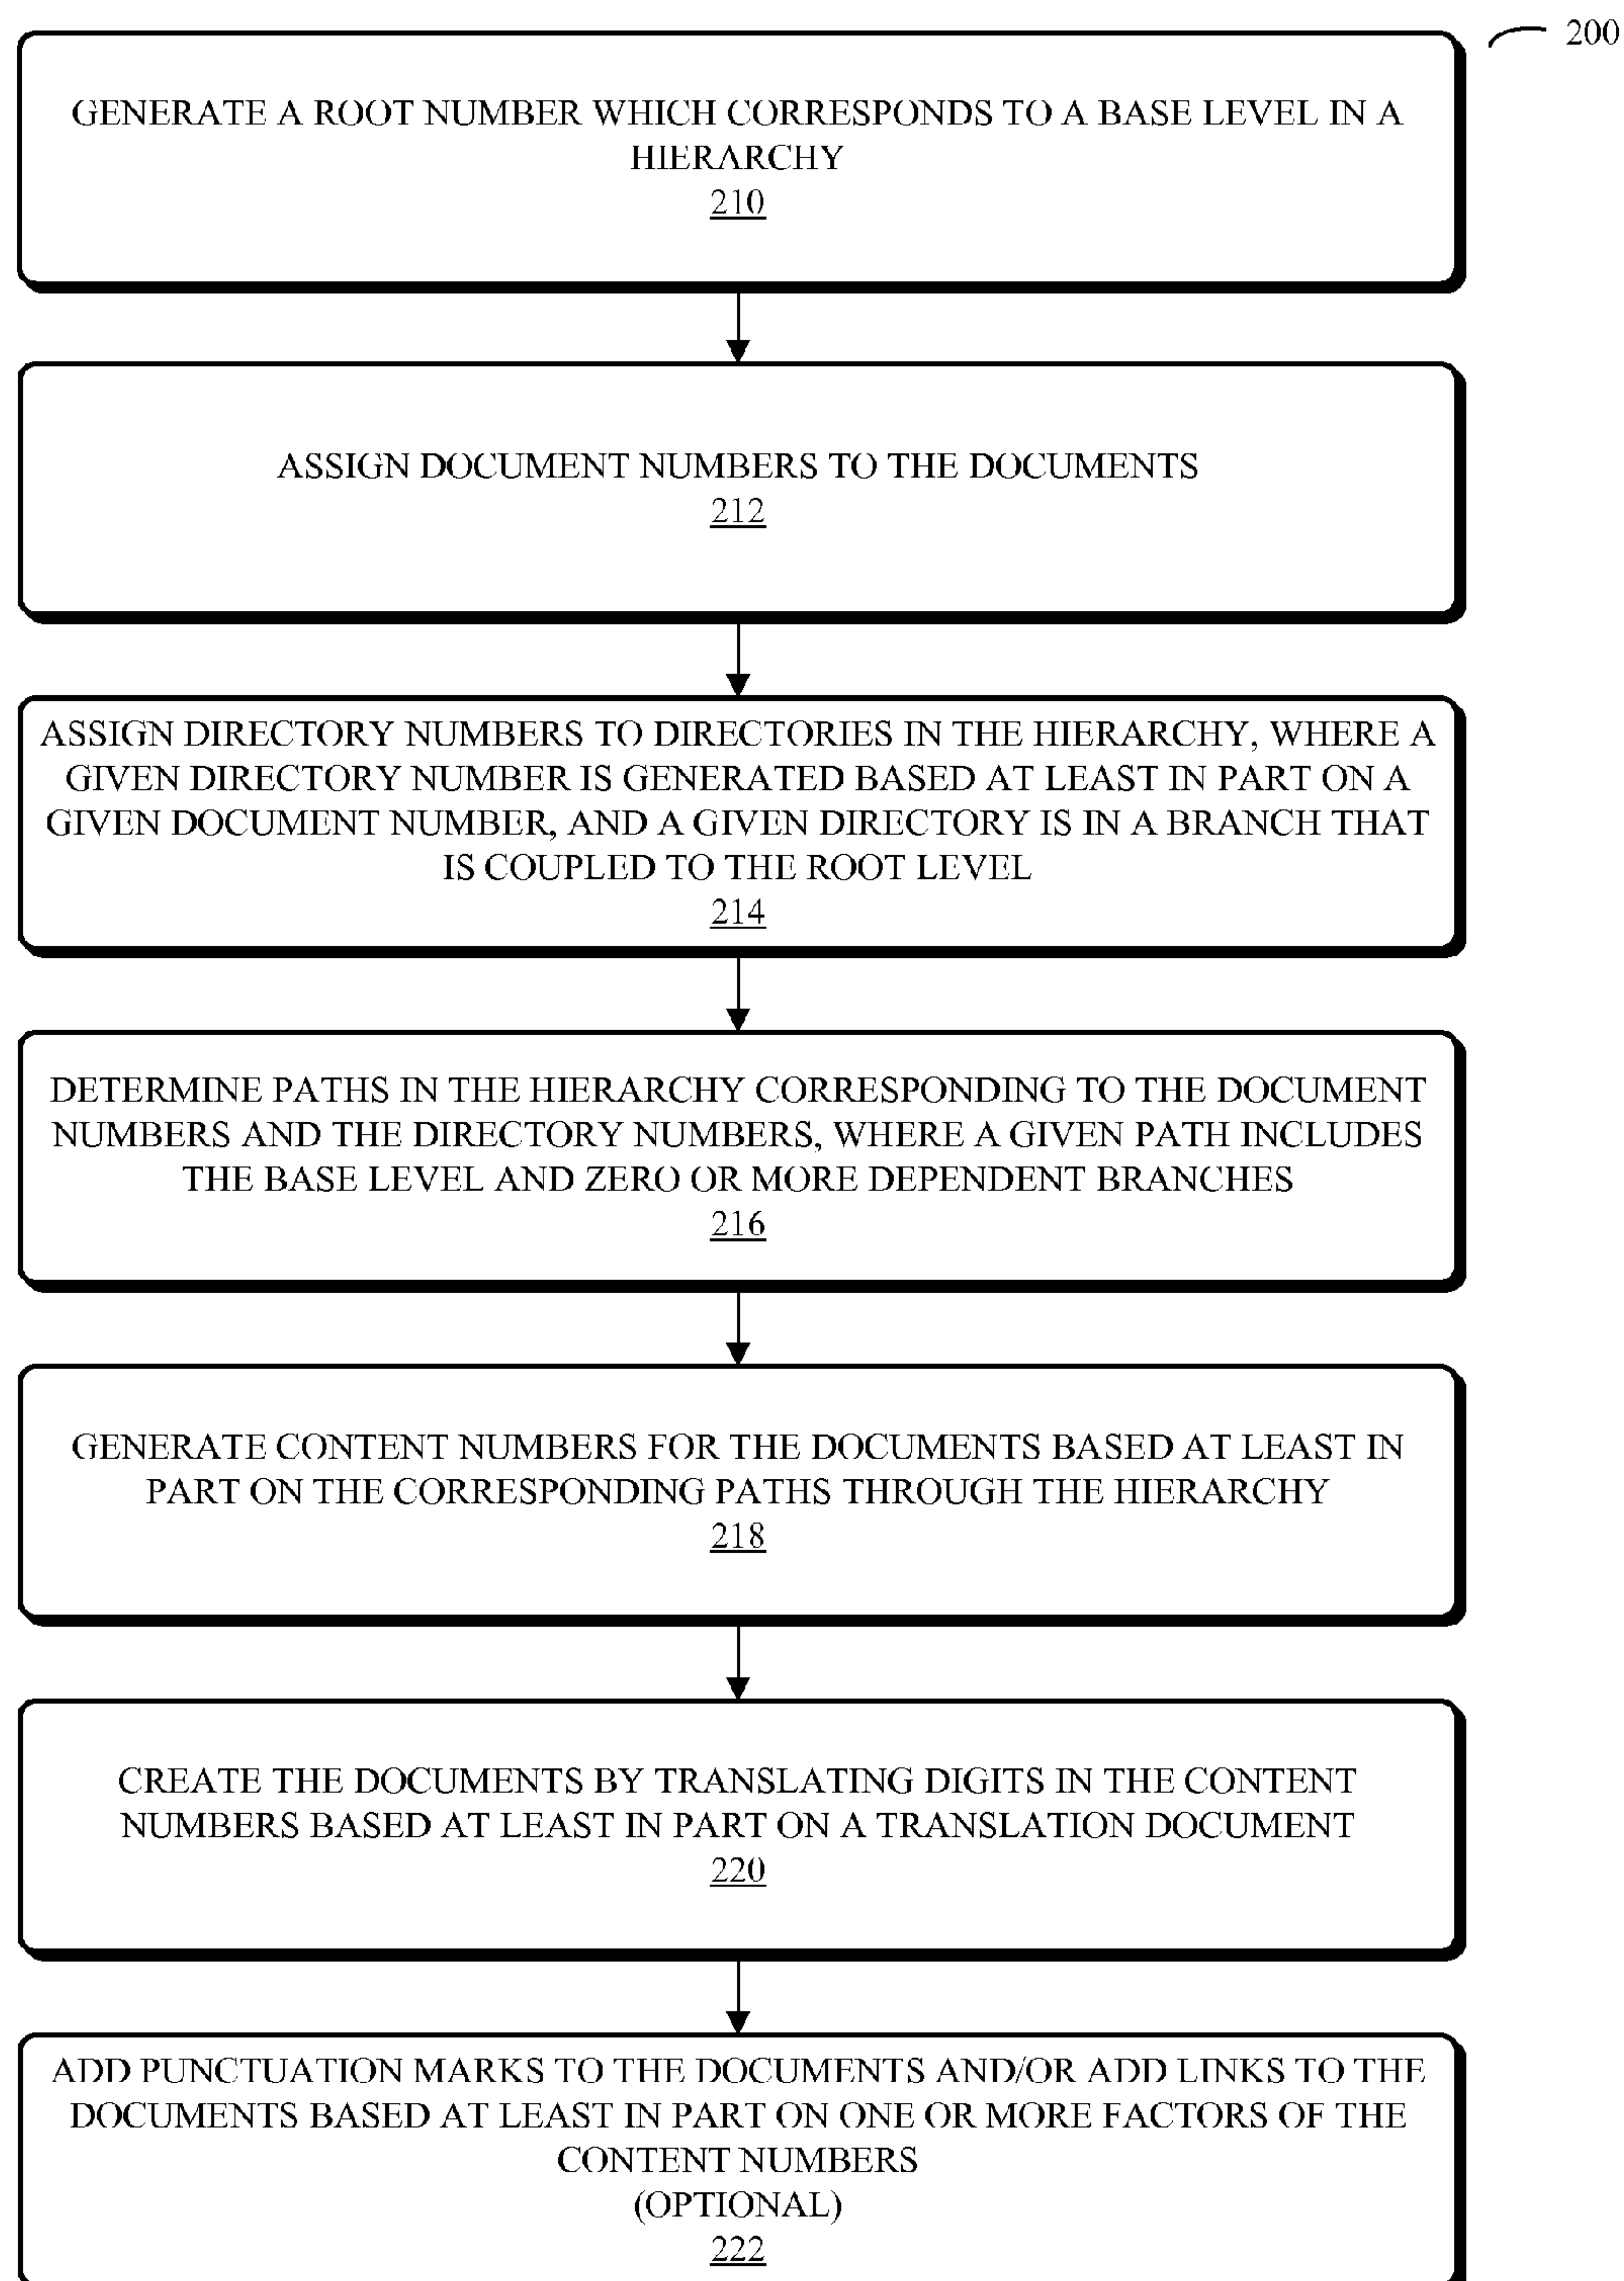 200
GENERATE A ROOT NUMBER WHICH CORRESPONDS TO A BASE LEVEL IN A
HIERARCHY
210
ASSIGN DOCUMENT NUMBERS TO THE DOCUMENTS
212
ASSIGN DIRECTORY NUMBERS TO DIRECTORIES IN THE HIERARCHY, WHERE A
GIVEN DIRECTORY NUMBER IS GENERATED BASED AT LEAST IN PART ON A
GIVEN DOCUMENT NUMBER, AND A GIVEN DIRECTORY IS IN A BRANCH THAT
IS COUPLED TO THE ROOT LEVEL
214
DETERMINE PATHS IN THE HIERARCHY CORRESPONDING TO THE DOCUMENT
NUMBERS AND THE DIRECTORY NUMBERS, WHERE A GIVEN PATH INCLUDES
THE BASE LEVEL AND ZERO OR MORE DEPENDENT BRANCHES
216
GENERATE CONTENT NUMBERS FOR THE DOCUMENTS BASED AT LEAST IN
PART ON THE CORRESPONDING PATHS THROUGH THE HIERARCHY
218
CREATE THE DOCUMENTS BY TRANSLATING DIGITS IN THE CONTENT
NUMBERS BASED AT LEAST IN PART ON A TRANSLATION DOCUMENT
220
ADD PUNCTUATION MARKS TO THE DOCUMENTS AND/OR ADD LINKS TO THE
DOCUMENTS BASED AT LEAST IN PART ON ONE OR MORE FACTORS OF THE
CONTENT NUMBERS
(OPTIONAL)
222